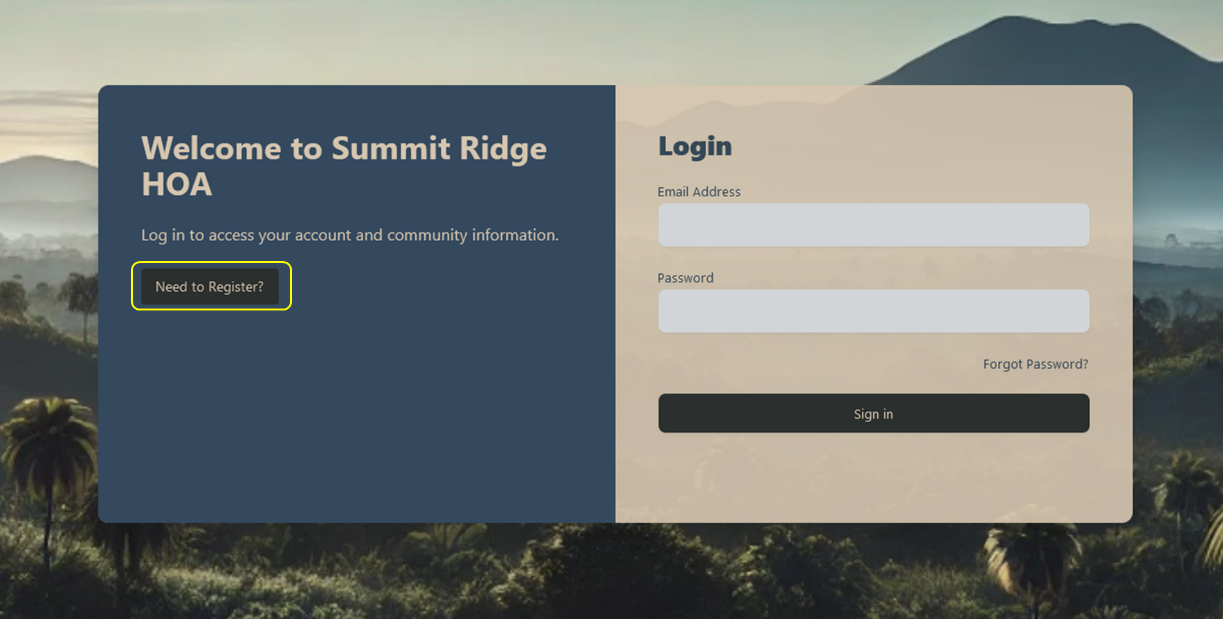 Welcome to Summit Ridge
HOA
Log in to access your account and community information.
Need to Register?
Login
Email Address
Password
Forgot Password?
Sign in